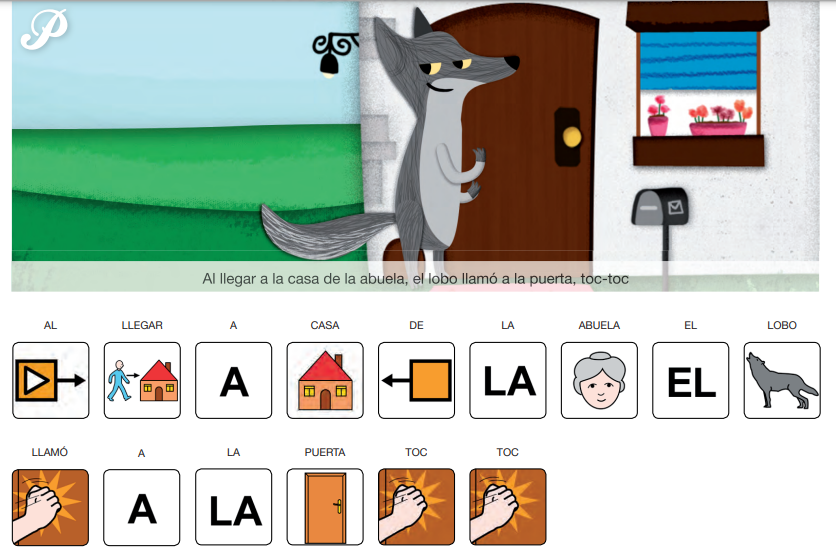 P
Al llegar a la casa de la abuela, el lobo llamó a la puerta, toc-toc
AL LLEGAR A CASA DE LA ABUELA EL LOBO
A LA EL
LLAMÓ A LA PUERTA TOC TOC
A LA